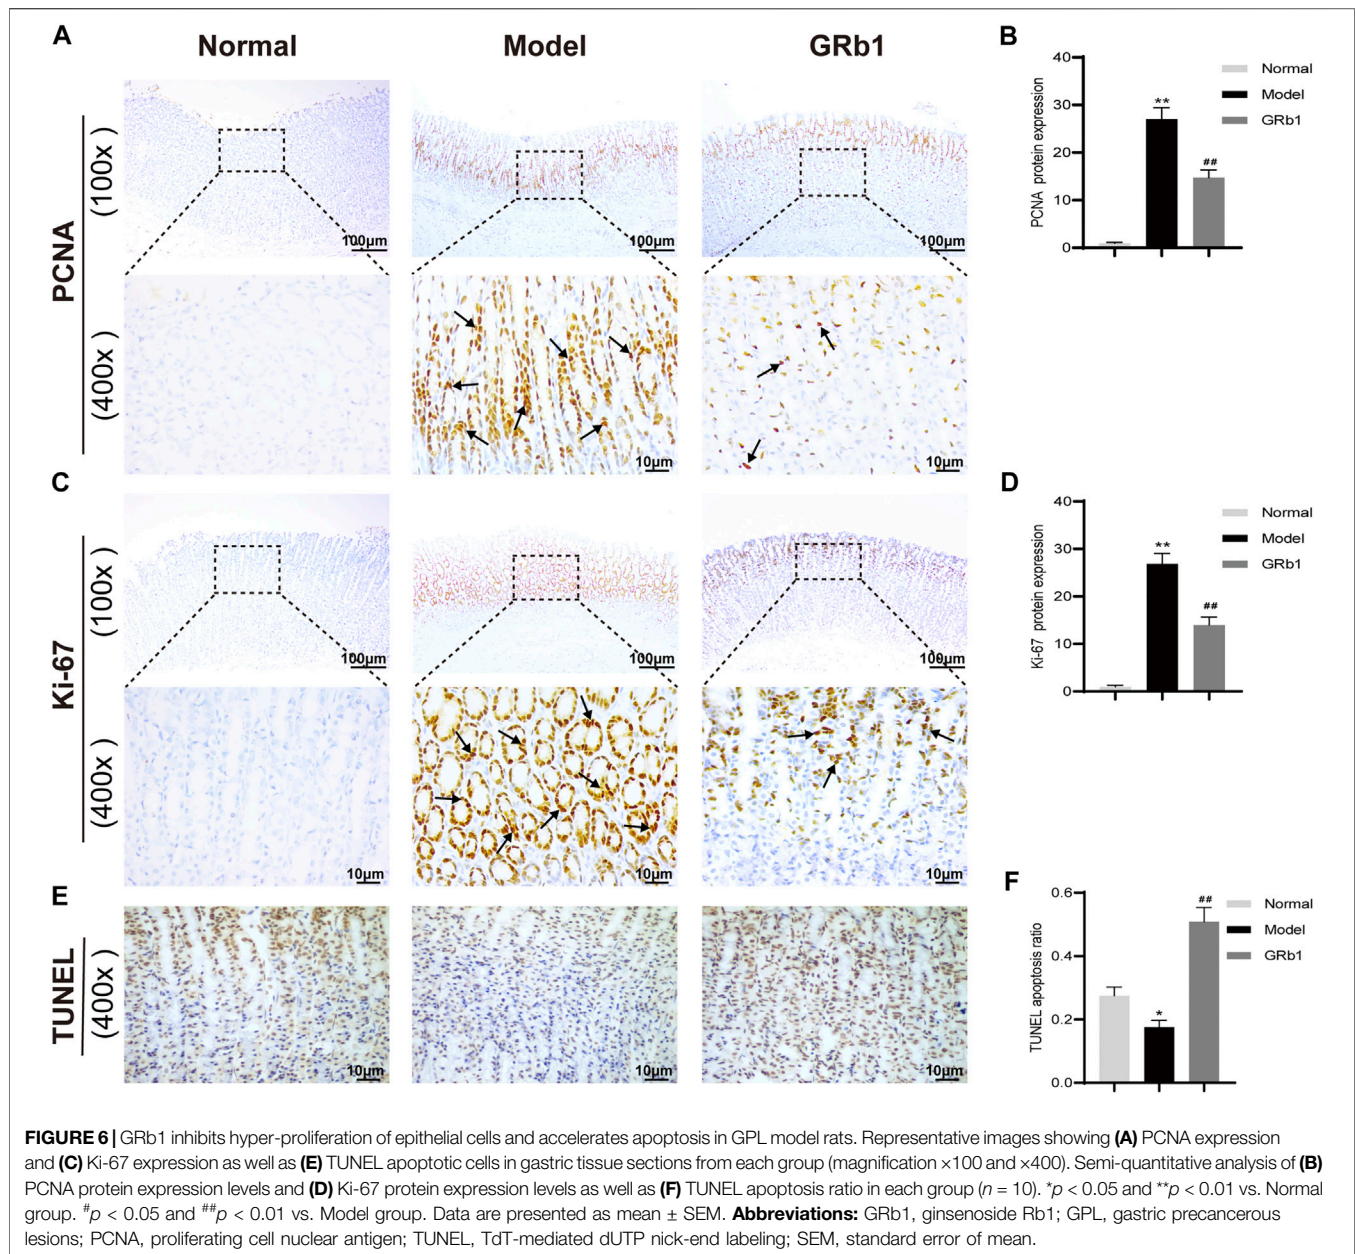 A
Normal
Model
GRb1
PCNA
(100x)
100µm
100µm
100µm
(400x)
10µm
10µm
B
40
30
20
10
0
PCNA protein expression
**
##
Normal
Model
GRb1
C
Ki-67
(100x)
100µm
100µm
100µm
(400x)
10µm
10µm
10µm
D
40
30
20
10
0
Ki-67 protein expression
**
##
Normal
Model
GRb1
E
TUNEL
(400x)
10µm
10µm
10µm
F
0.6
0.4
0.2
0.0
TUNEL apoptosis ratio
*
##
Normal
Model
GRb1
FIGURE 6 | GRb1 inhibits hyper-proliferation of epithelial cells and accelerates apoptosis in GPL model rats. Representative images showing (A) PCNA expression
and (C) Ki-67 expression as well as (E) TUNEL apoptotic cells in gastric tissue sections from each group (magnification ×100 and ×400). Semi-quantitative analysis of (B)
PCNA protein expression levels and (D) Ki-67 protein expression levels as well as (F) TUNEL apoptosis ratio in each group (n = 10). *p < 0.05 and **p < 0.01 vs. Normal
group. #p < 0.05 and ##p < 0.01 vs. Model group. Data are presented as mean ± SEM. Abbreviations: GRb1, ginsenoside Rb1; GPL, gastric precancerous
lesions; PCNA, proliferating cell nuclear antigen; TUNEL, TdT-mediated dUTP nick-end labeling; SEM, standard error of mean.